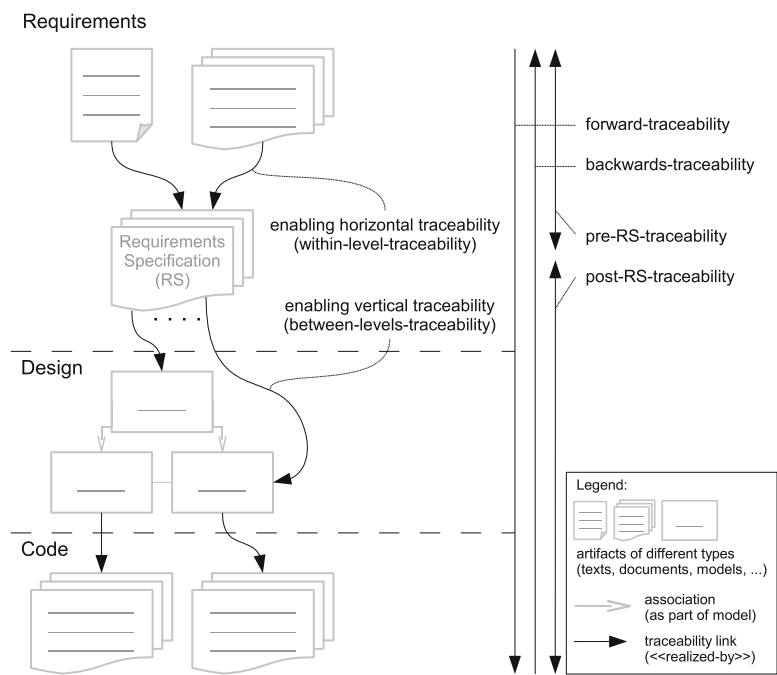 Requirements
forward-traceability
backwards-traceability
enabling horizontal traceability
(within-level-traceability)
pre-RS-traceability
Requirements
Specification
(RS)
post-RS-traceability
enabling vertical traceability
(between-levels-traceability)
. . . .
Design
Code
Legend:
artifacts of different types
(texts, documents, models, ...)
association
(as part of model)
traceability link
(<<realized-by>>)